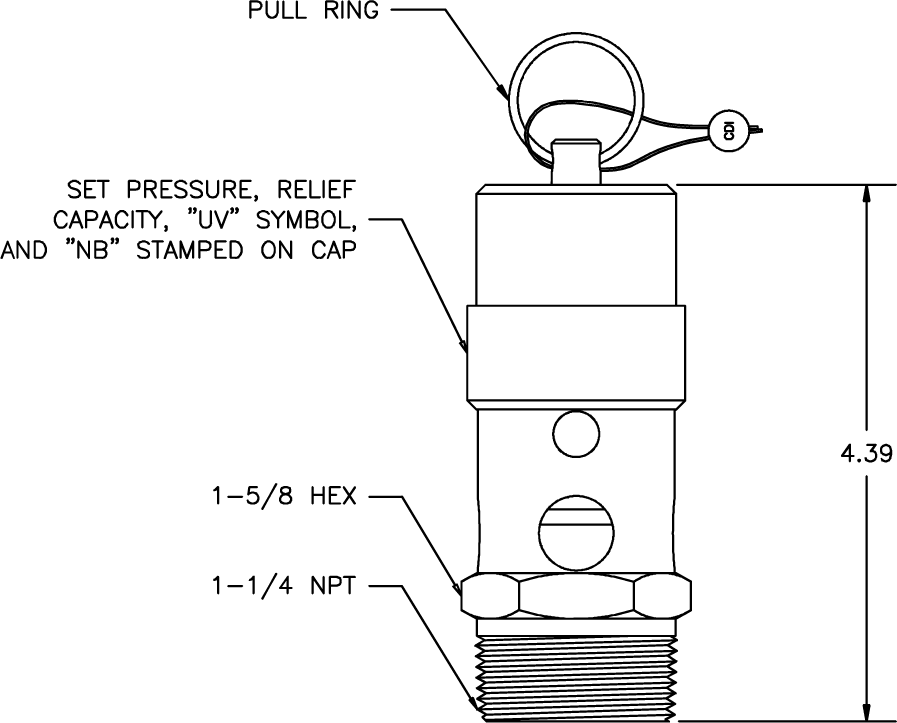 PULL RING
CDI
SET PRESSURE, RELIEF
CAPACITY, "UV" SYMBOL,
AND "NB" STAMPED ON CAP
4.39
1-5/8 HEX
1-1/4 NPT